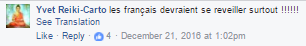 Yvet Reiki-Carto les français devraient se reveiller surtout !!!!!!
See Translation
Like · Reply · 4 · December 21, 2016 at 1:02pm